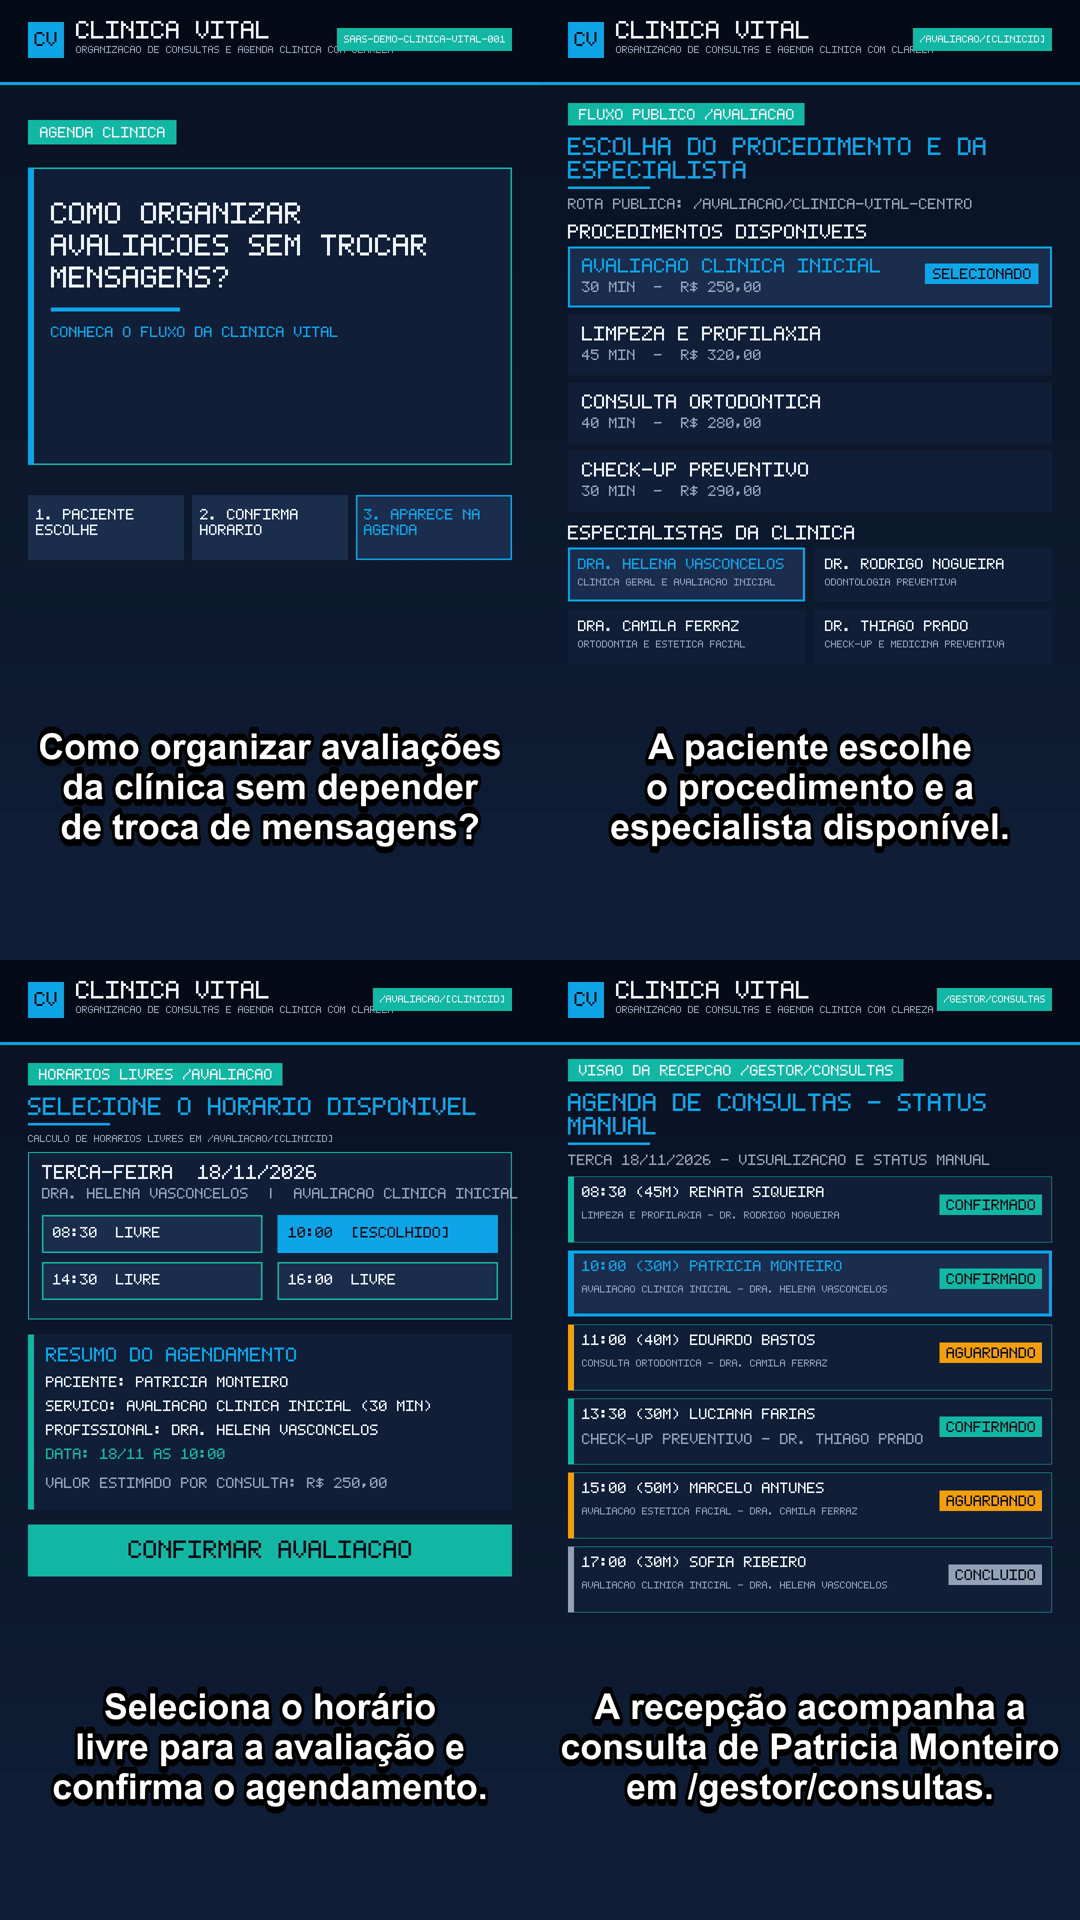 CV
CLINICA VITAL
ORGANIZACAO DE CONSULTAS E AGENDA CLINICA COM CLAREZA
SAAS-DEMO-CLINICA-VITAL-001
AGENDA CLINICA
COMO ORGANIZAR
AVALIACOES SEM TROCAR
MENSAGENS?
CONHECA O FLUXO DA CLINICA VITAL
1. PACIENTE
ESCOLHE
2. CONFIRMA
HORARIO
3. APARECE NA
AGENDA
Como organizar avaliações
da clínica sem depender
de troca de mensagens?
CV
CLINICA VITAL
ORGANIZACAO DE CONSULTAS E AGENDA CLINICA COM CLAREZA
/AVALIACAO/[CLINICID]
FLUXO PUBLICO /AVALIACAO
ESCOLHA DO PROCEDIMENTO E DA
ESPECIALISTA
ROTA PUBLICA: /AVALIACAO/CLINICA-VITAL-CENTRO
PROCEDIMENTOS DISPONIVEIS
AVALIACAO CLINICA INICIAL
30 MIN - R$ 250,00
SELECIONADO
LIMPEZA E PROFILAXIA
45 MIN - R$ 320,00
CONSULTA ORTODONTICA
40 MIN - R$ 280,00
CHECK-UP PREVENTIVO
30 MIN - R$ 290,00
ESPECIALISTAS DA CLINICA
DRA. HELENA VASCONCELOS
CLINICA GERAL E AVALIACAO INICIAL
DR. RODRIGO NOGUEIRA
ODONTOLOGIA PREVENTIVA
DRA. CAMILA FERRAZ
ORTODONTIA E ESTETICA FACIAL
DR. THIAGO PRADO
CHECK-UP E MEDICINA PREVENTIVA
A paciente escolhe
o procedimento e a
especialista disponível.
CV
CLINICA VITAL
ORGANIZACAO DE CONSULTAS E AGENDA CLINICA COM CLAREZA
/AVALIACAO/[CLINICID]
HORARIOS LIVRES /AVALIACAO
SELECIONE O HORARIO DISPONIVEL
CALCULO DE HORARIOS LIVRES EM /AVALIACAO/[CLINICID]
TERCA-FEIRA 18/11/2026
DRA. HELENA VASCONCELOS | AVALIACAO CLINICA INICIAL
08:30 LIVRE
10:00 [ESCOLHIDO]
14:30 LIVRE
16:00 LIVRE
RESUMO DO AGENDAMENTO
PACIENTE: PATRICIA MONTEIRO
SERVICO: AVALIACAO CLINICA INICIAL (30 MIN)
PROFISSIONAL: DRA. HELENA VASCONCELOS
DATA: 18/11 AS 10:00
VALOR ESTIMADO POR CONSULTA: R$ 250,00
CONFIRMAR AVALIACAO
Seleciona o horário
livre para a avaliação e
confirma o agendamento.
CV
CLINICA VITAL
ORGANIZACAO DE CONSULTAS E AGENDA CLINICA COM CLAREZA
/GESTOR/CONSULTAS
VISAO DA RECEPCAO /GESTOR/CONSULTAS
AGENDA DE CONSULTAS - STATUS
MANUAL
TERCA 18/11/2026 - VISUALIZACAO E STATUS MANUAL
08:30 (45M) RENATA SIQUEIRA
LIMPEZA E PROFILAXIA - DR. RODRIGO NOGUEIRA
CONFIRMADO
10:00 (30M) PATRICIA MONTEIRO
AVALIACAO CLINICA INICIAL - DRA. HELENA VASCONCELOS
CONFIRMADO
11:00 (40M) EDUARDO BASTOS
CONSULTA ORTODONTICA - DRA. CAMILA FERRAZ
AGUARDANDO
13:30 (30M) LUCIANA FARIAS
CHECK-UP PREVENTIVO - DR. THIAGO PRADO
CONFIRMADO
15:00 (50M) MARCELO ANTUNES
AVALIACAO ESTETICA FACIAL - DRA. CAMILA FERRAZ
AGUARDANDO
17:00 (30M) SOFIA RIBEIRO
AVALIACAO CLINICA INICIAL - DRA. HELENA VASCONCELOS
CONCLUIDO
A recepção acompanha a
consulta de Patricia Monteiro
em /gestor/consultas.